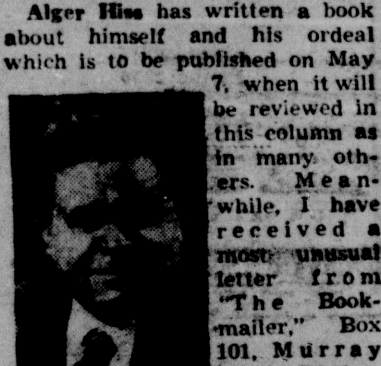 Alger Hiss has written a book
about himself and his ordeal
which is to be published on May
7, when it will
be reviewed in
this column as
in many oth-
ers. Mean-
while, I have
received a
most unusual
letter from
"The Book-
mailer," Box
101, Murray